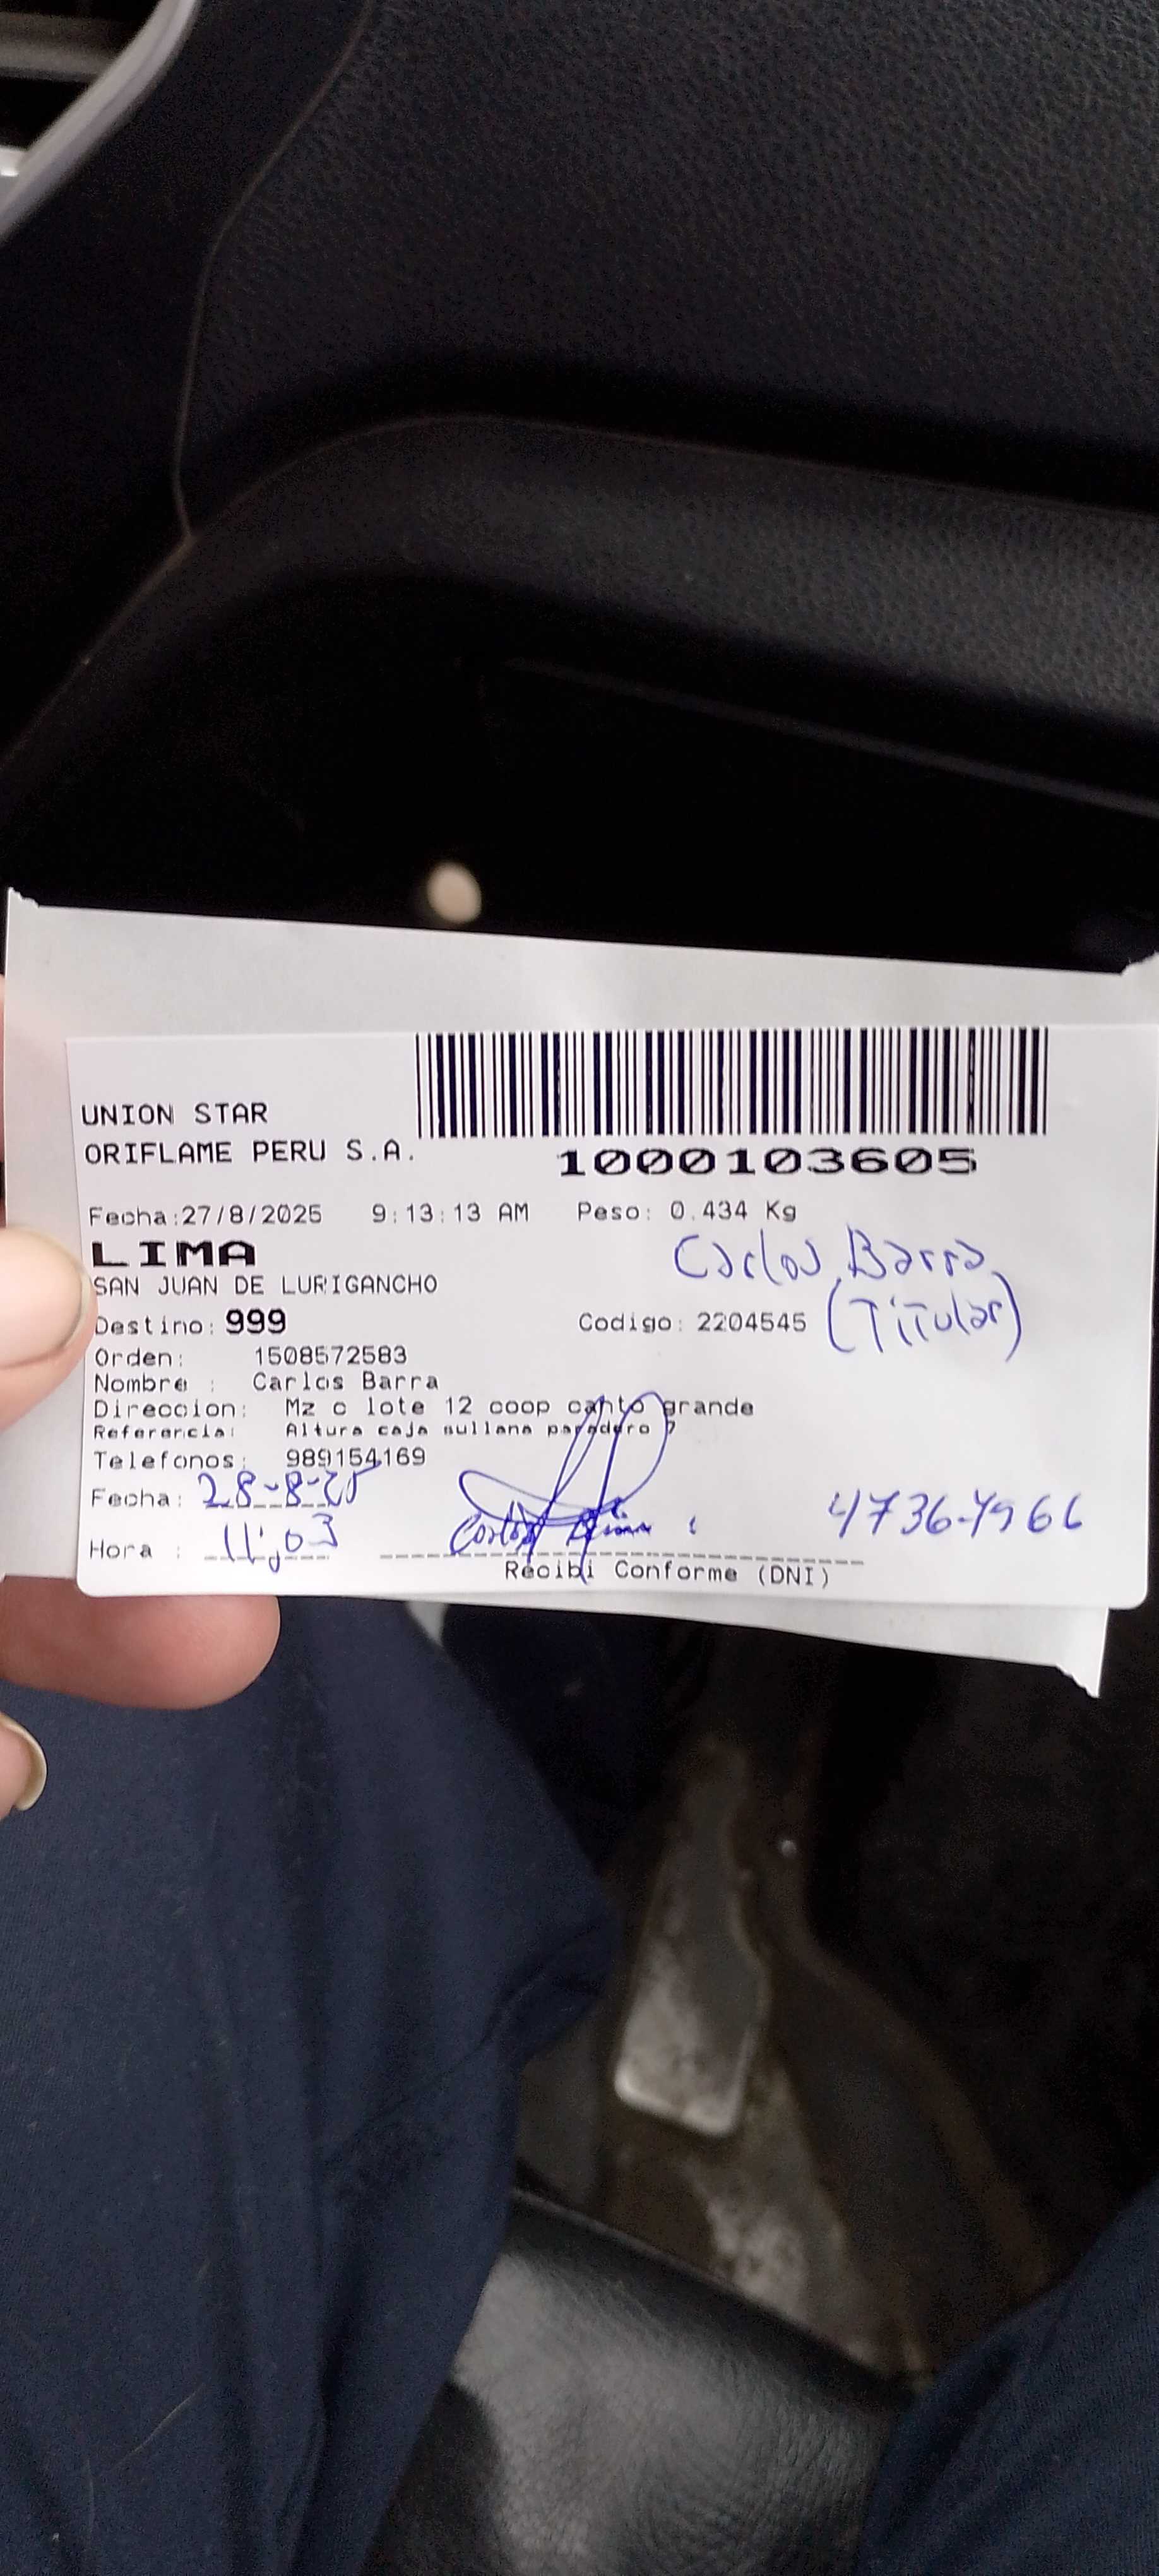 UNION STAR
ORIFLAME PERU S.A.
1000103605
Fecha:27/8/2025 9:13:13 AM Peso: 0.434 Kg
LIMA
Carlos Barra
SAN JUAN DE LURIGANCHO
(Titular)
Destino: 999 Codigo: 2204545
Orden: 1508572583
Nombre : Carlos Barra
Direccion: Mz c lote 12 coop canto grande
Referencia: Altura caja sullana paradero 7
Telefonos: 989154169
Fecha: 28-8-25
4736-4966
Hora : 11:03 Carlos
Recibi Conforme (DNI)